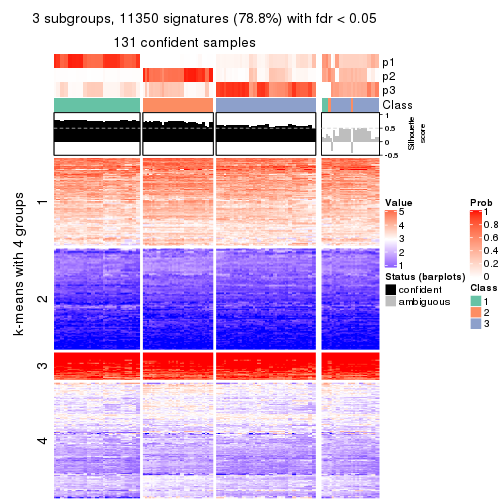 3 subgroups, 11350 signatures (78.8%) with fdr < 0.05
131 confident samples
p1
p2
p3
Class
1
0.5
0
-0.5
Silhouette
score
k-means with 4 groups
1
2
3
4
Value
5
4
3
2
1
Status (barplots)
confident
ambiguous
Prob
1
0.8
0.6
0.4
0.2
0
Class
1
2
3